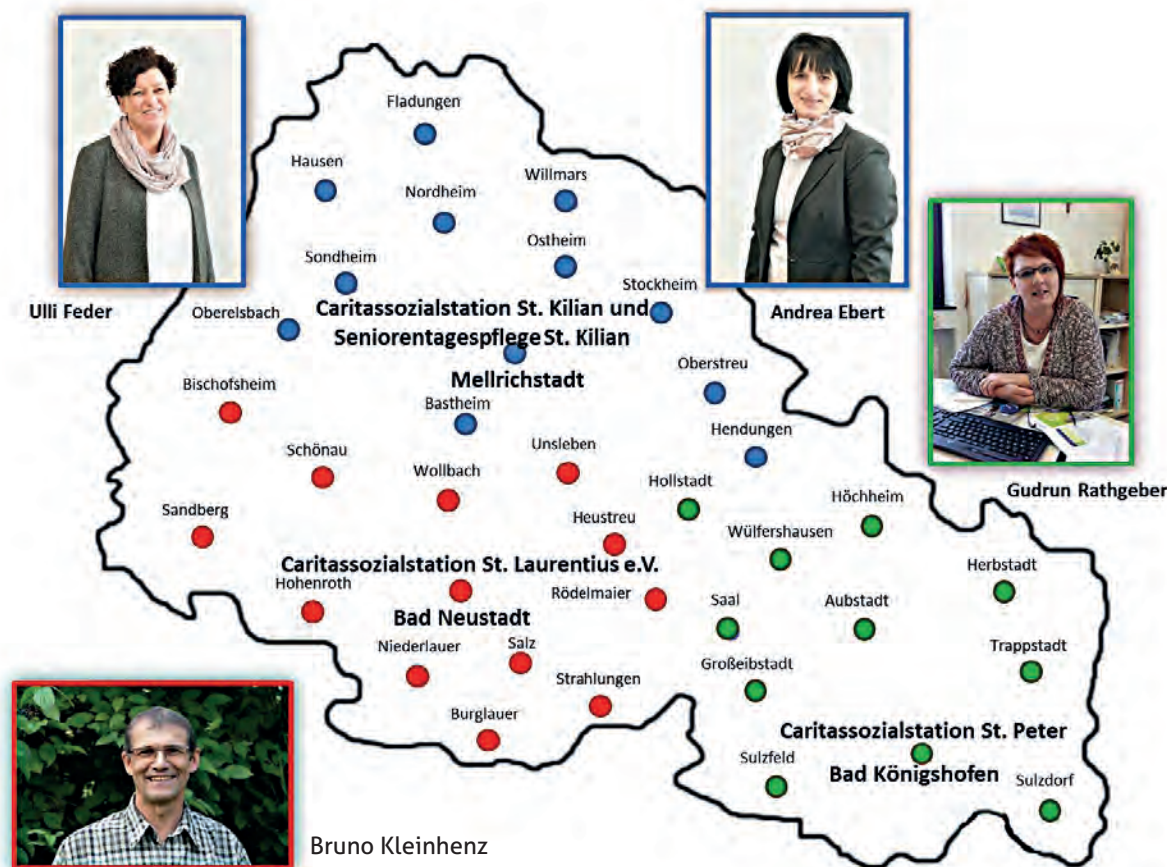 Fladungen
Hausen
Willmars
Nordheim
Ostheim
Sondheim
Stockheim
Ulli Feder
Oberelsbach
Caritassozialstation St. Kilian und
Seniorentagespflege St. Kilian
Andrea Ebert
Mellrichstadt
Oberstreu
Bischofsheim
Bastheim
Hendungen
Unsleben
Schönau
Wollbach
Hollstadt
Gudrun Rathgeber
Höchheim
Sandberg
Heustreu
Wülfershausen
Caritassozialstation St. Laurentius e.V.
Herbstadt
Hohenroth
Rödelmaier
Saal
Aubstadt
Bad Neustadt
Niederlauer
Salz
Großeibstadt
Trappstadt
Strahlungen
Burglauer
Caritassozialstation St. Peter
Sulzfeld
Bad Königshofen
Sulzdorf
Bruno Kleinhenz